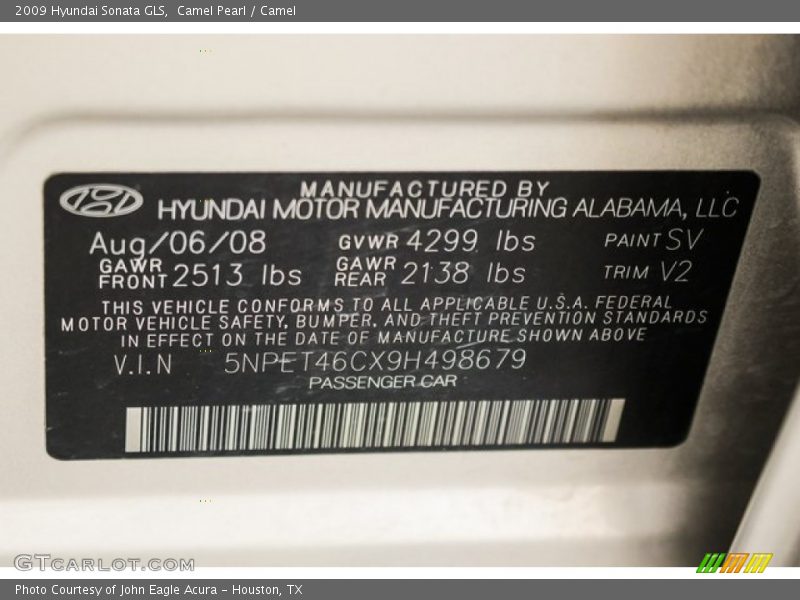 2009 Hyundai Sonata GLS,  Camel Pearl / Camel
MANUFACTURED BY
HYUNDAI MOTOR MANUFACTURING ALABAMA, LLC
Aug/06/08 GVWR 4299 lbs PAINT SV
GAWR FRONT 2513 lbs GAWR REAR 2138 lbs TRIM V2
THIS VEHICLE CONFORMS TO ALL APPLICABLE U.S.A. FEDERAL
MOTOR VEHICLE SAFETY, BUMPER, AND THEFT PREVENTION STANDARDS
IN EFFECT ON THE DATE OF MANUFACTURE SHOWN ABOVE
V.I.N 5NPET46CX9H498679
PASSENGER CAR
GTcarlot.com
Photo Courtesy of John Eagle Acura - Houston, TX